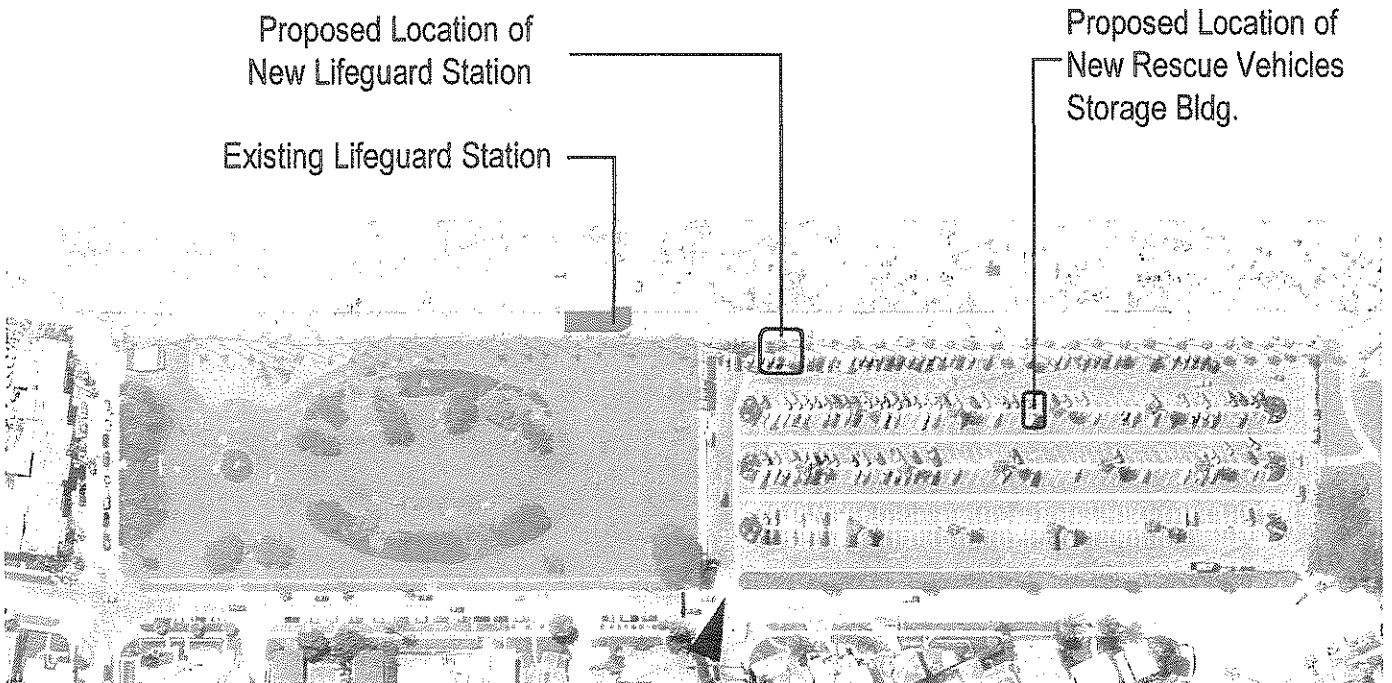 Proposed Location of
New Lifeguard Station
Existing Lifeguard Station
Proposed Location of
New Rescue Vehicles
Storage Bldg.